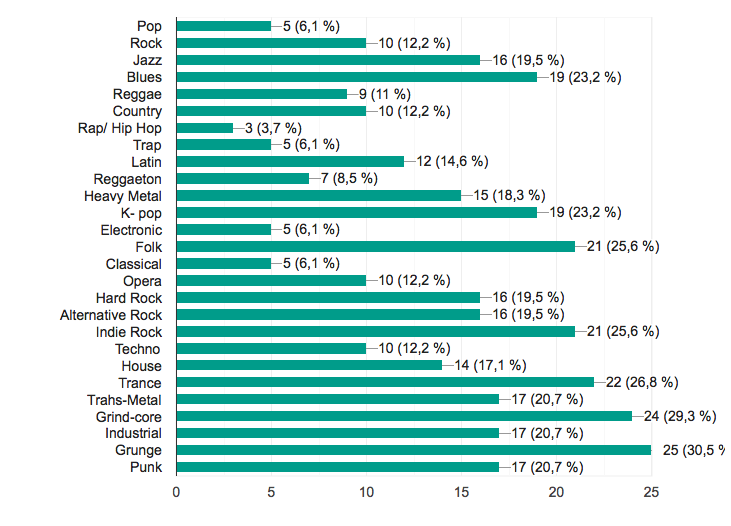 Pop 5 (6,1 %)
Rock 10 (12,2 %)
Jazz 16 (19,5 %)
Blues 19 (23,2 %)
Reggae 9 (11 %)
Country 10 (12,2 %)
Rap/ Hip Hop 3 (3,7 %)
Trap 5 (6,1 %)
Latin 12 (14,6 %)
Reggaeton 7 (8,5 %)
Heavy Metal 15 (18,3 %)
K- pop 19 (23,2 %)
Electronic 5 (6,1 %)
Folk 21 (25,6 %)
Classical 5 (6,1 %)
Opera 10 (12,2 %)
Hard Rock 16 (19,5 %)
Alternative Rock 16 (19,5 %)
Indie Rock 21 (25,6 %)
Techno 10 (12,2 %)
House 14 (17,1 %)
Trance 22 (26,8 %)
Trahs-Metal 17 (20,7 %)
Grind-core 24 (29,3 %)
Industrial 17 (20,7 %)
Grunge 25 (30,5 %
Punk 17 (20,7 %)
0 5 10 15 20 25